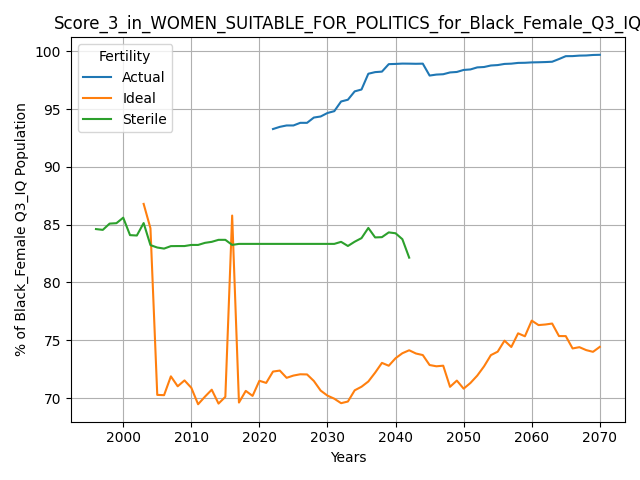 Score_3_in_WOMEN_SUITABLE_FOR_POLITICS_for_Black_Female_Q3_IQ
% of Black_Female Q3_IQ Population
100
95
90
85
80
75
70
Fertility
Actual
Ideal
Sterile
2000 2010 2020 2030 2040 2050 2060 2070
Years